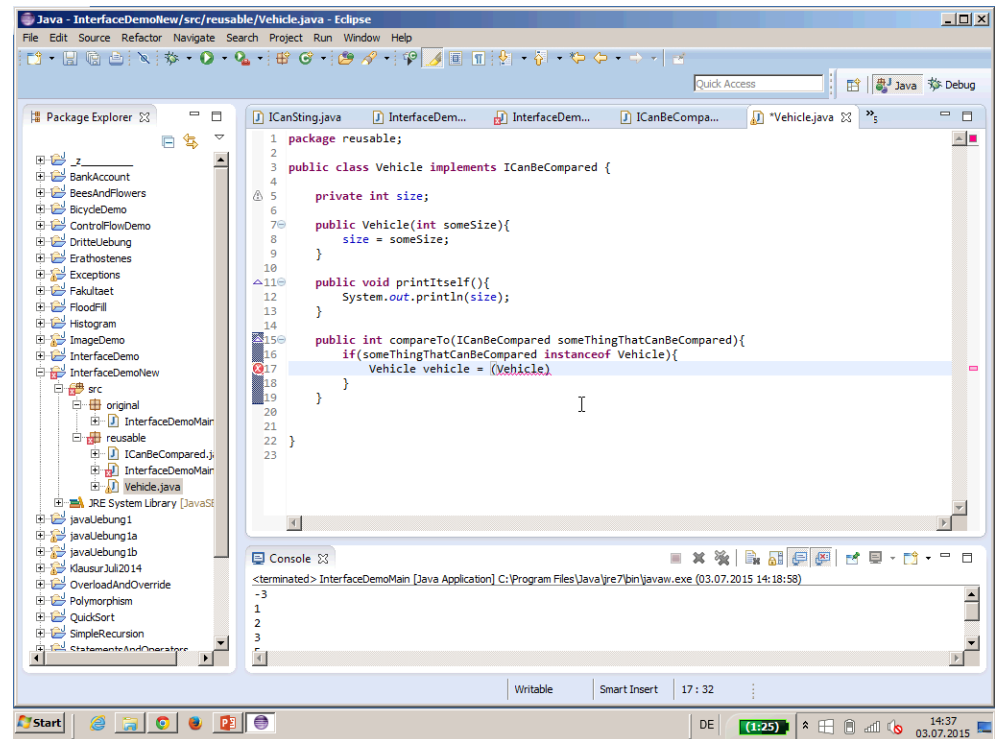 Java - InterfaceDemoNew/src/reusable/Vehicle.java - Eclipse
File Edit Source Refactor Navigate Search Project Run Window Help
Quick Access
Java
Debug
Package Explorer
_z________
BankAccount
BeesAndFlowers
BicycleDemo
ControlFlowDemo
DritteUebung
Erathostenes
Exceptions
Fakultaet
FloodFill
Histogram
ImageDemo
InterfaceDemo
InterfaceDemoNew
src
original
InterfaceDemoMain
reusable
ICanBeCompared.ja
InterfaceDemoMain
Vehicle.java
JRE System Library [JavaSE
javaUebung1
javaUebung1a
javaUebung1b
KlausurJuli2014
OverloadAndOverride
Polymorphism
QuickSort
SimpleRecursion
StatementsAndOperators
ICanSting.java InterfaceDem... InterfaceDem... ICanBeCompa... *Vehicle.java 5
1 package reusable;
2
3 public class Vehicle implements ICanBeCompared {
4
5 private int size;
6
7 public Vehicle(int someSize){
8 size = someSize;
9 }
10
11 public void printItself(){
12 System.out.println(size);
13 }
14
15 public int compareTo(ICanBeCompared someThingThatCanBeCompared){
16 if(someThingThatCanBeCompared instanceof Vehicle){
17 Vehicle vehicle = (Vehicle)
18 }
19 }
20
21
22 }
23
Console
<terminated> InterfaceDemoMain [Java Application] C:\Program Files\Java\jre7\bin\javaw.exe (03.07.2015 14:18:58)
-3
1
2
3
Writable Smart Insert 17 : 32
Start
DE (1:25) 14:37
03.07.2015